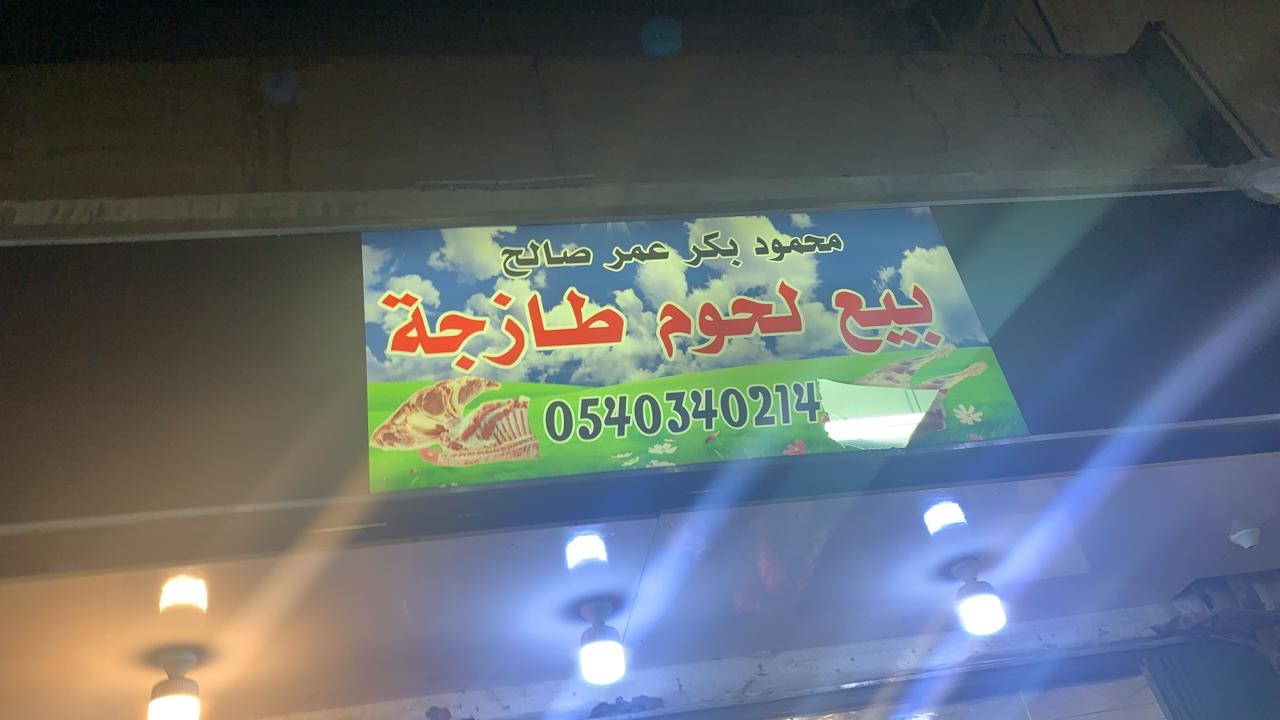 محمود بكر عمر صالح
بيع لحوم طازجة
0540340214